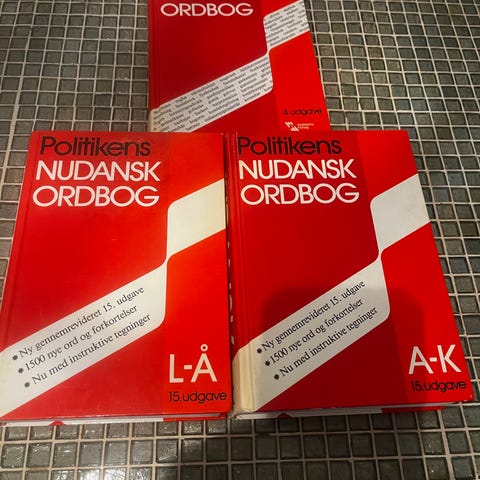 ORDBOG
4. udgave
Politikens
NUDANSK
ORDBOG
• Ny gennemrevideret 15. udgave
• 1500 nye ord og forkortelser
• Nu med instruktive tegninger
L-Å
15. udgave
Politikens
NUDANSK
ORDBOG
• Ny gennemrevideret 15. udgave
• 1500 nye ord og forkortelser
• Nu med instruktive tegninger
A-K
15. udgave